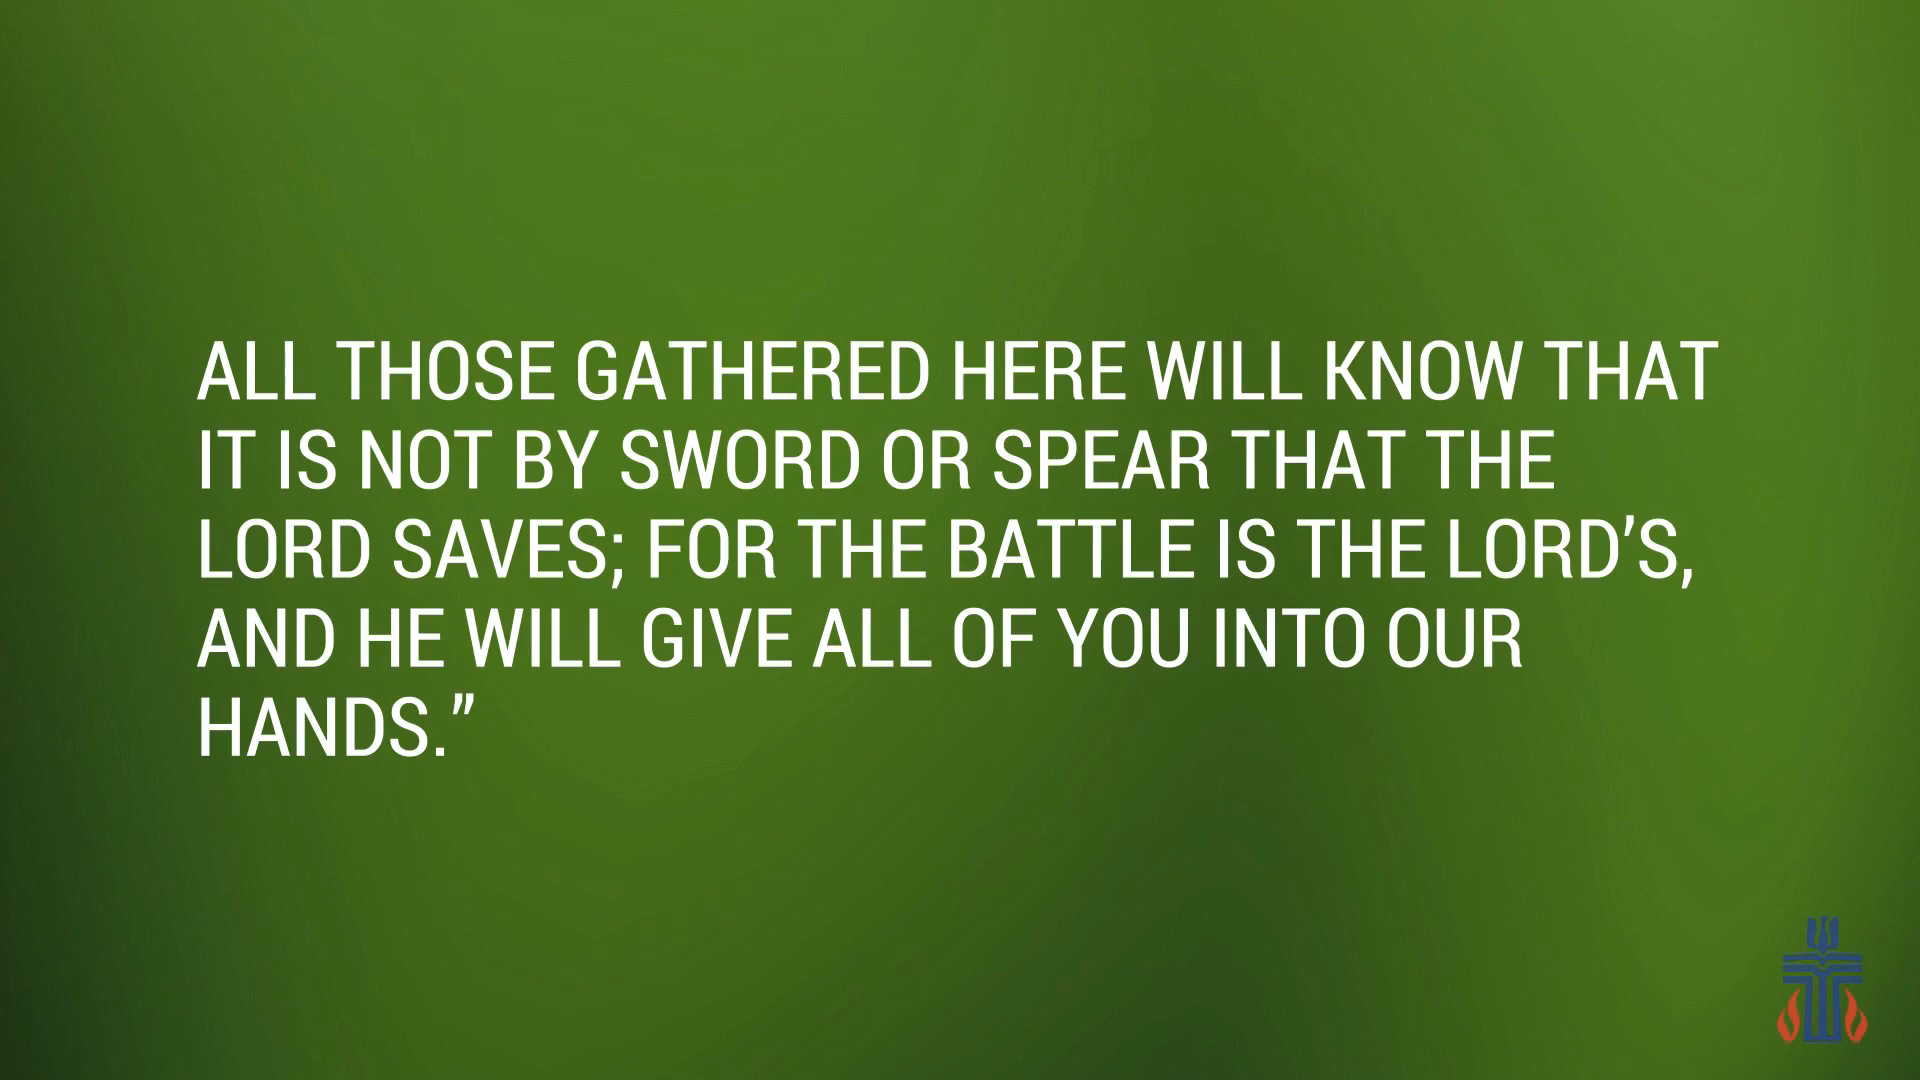 ALL THOSE GATHERED HERE WILL KNOW THAT
IT IS NOT BY SWORD OR SPEAR THAT THE
LORD SAVES; FOR THE BATTLE IS THE LORD’S,
AND HE WILL GIVE ALL OF YOU INTO OUR
HANDS.”